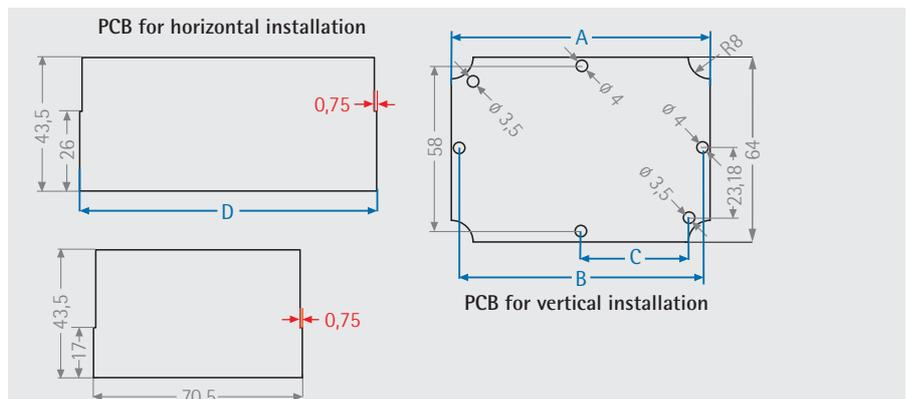 PCB for horizontal installation
43,5
26
0,75
D
43,5
17
0,75
70,5
A
R8
ø 3,5
ø 4
58
ø 4
64
23,18
ø 3,5
C
B
PCB for vertical installation